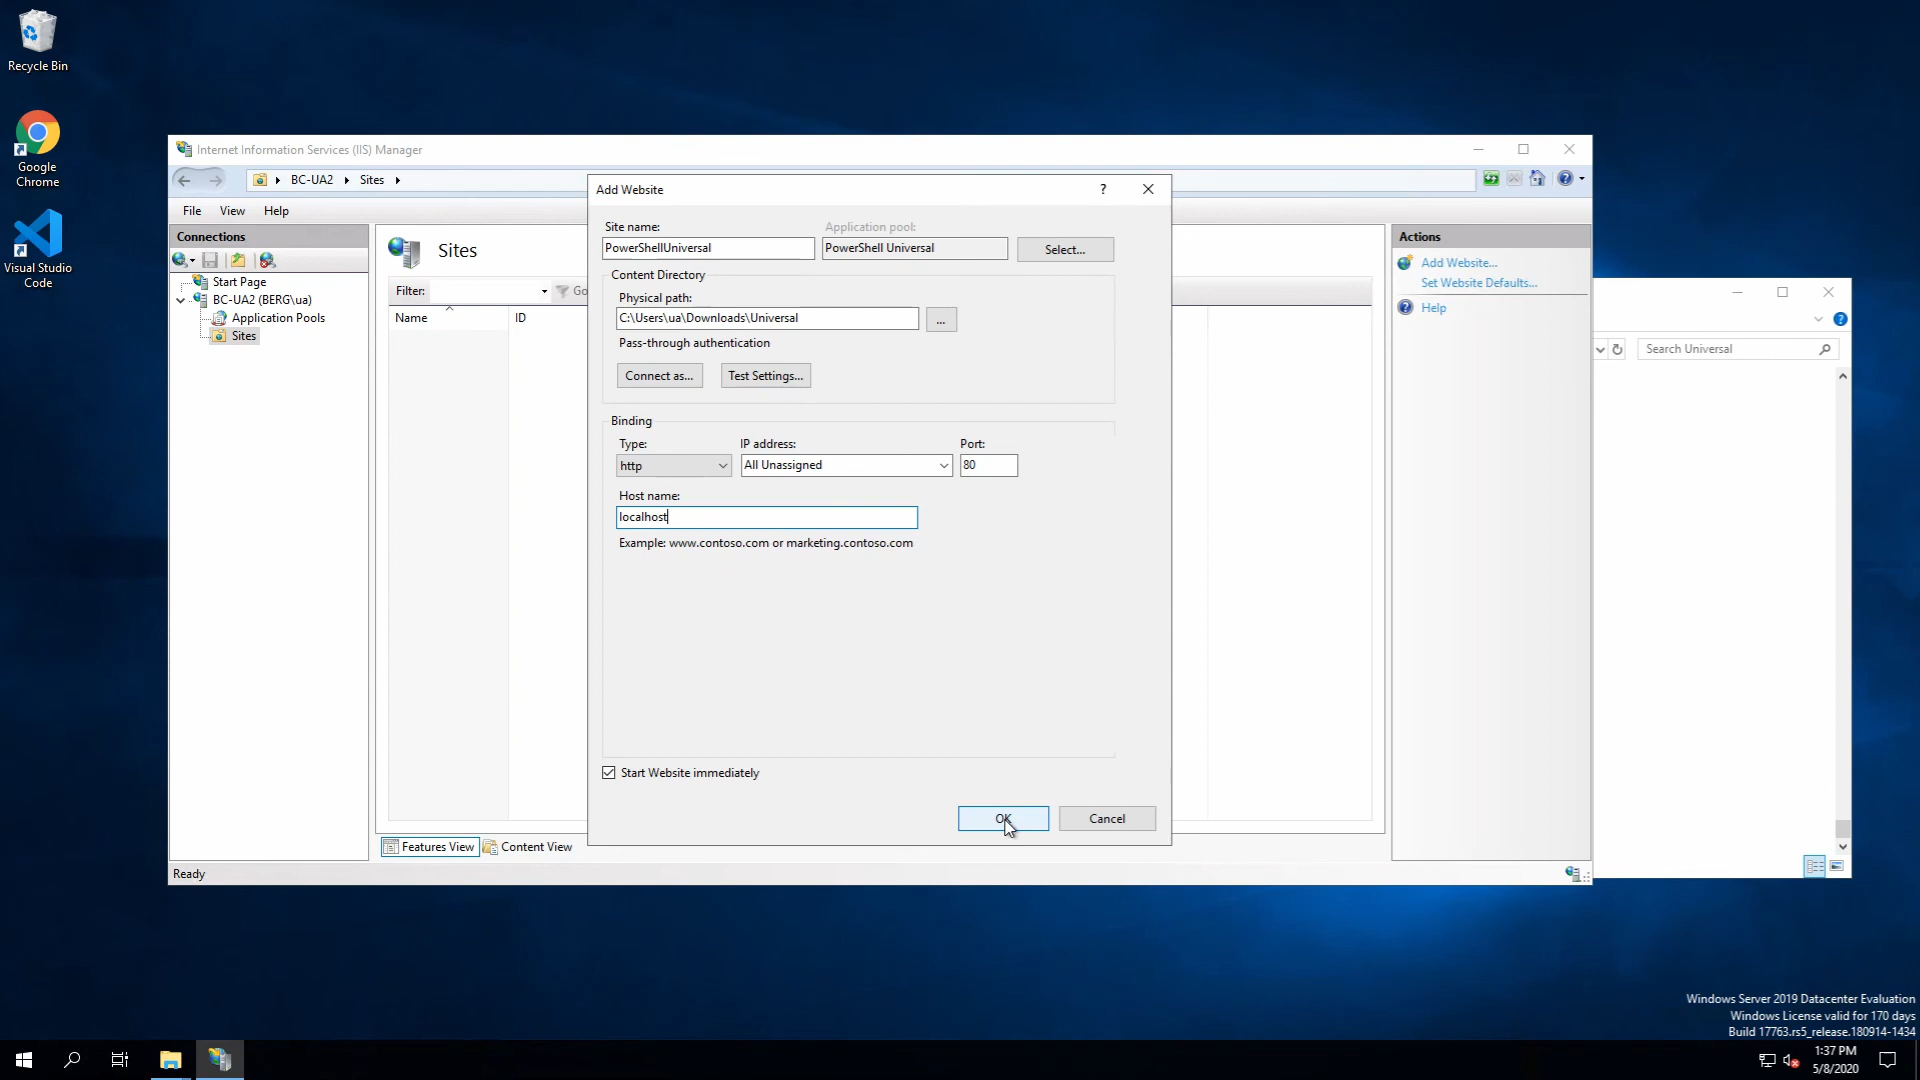 Recycle Bin
Google
Chrome
Visual Studio
Code
Internet Information Services (IIS) Manager
BC-UA2
Sites
File
View
Help
Connections
Start Page
BC-UA2 (BERG\ua)
Application Pools
Sites
Sites
Filter:
Go
Name
ID
Features View
Content View
Ready
Add Website
?
Site name:
Application pool:
PowerShellUniversal
PowerShell Universal
Select...
Content Directory
Physical path:
C:\Users\ua\Downloads\Universal
...
Pass-through authentication
Connect as...
Test Settings...
Binding
Type:
IP address:
Port:
http
All Unassigned
80
Host name:
localhost
Example: www.contoso.com or marketing.contoso.com
Start Website immediately
OK
Cancel
Actions
Add Website...
Set Website Defaults...
Help
Search Universal
Windows Server 2019 Datacenter Evaluation
Windows License valid for 170 days
Build 17763.rs5_release.180914-1434
1:37 PM
5/8/2020